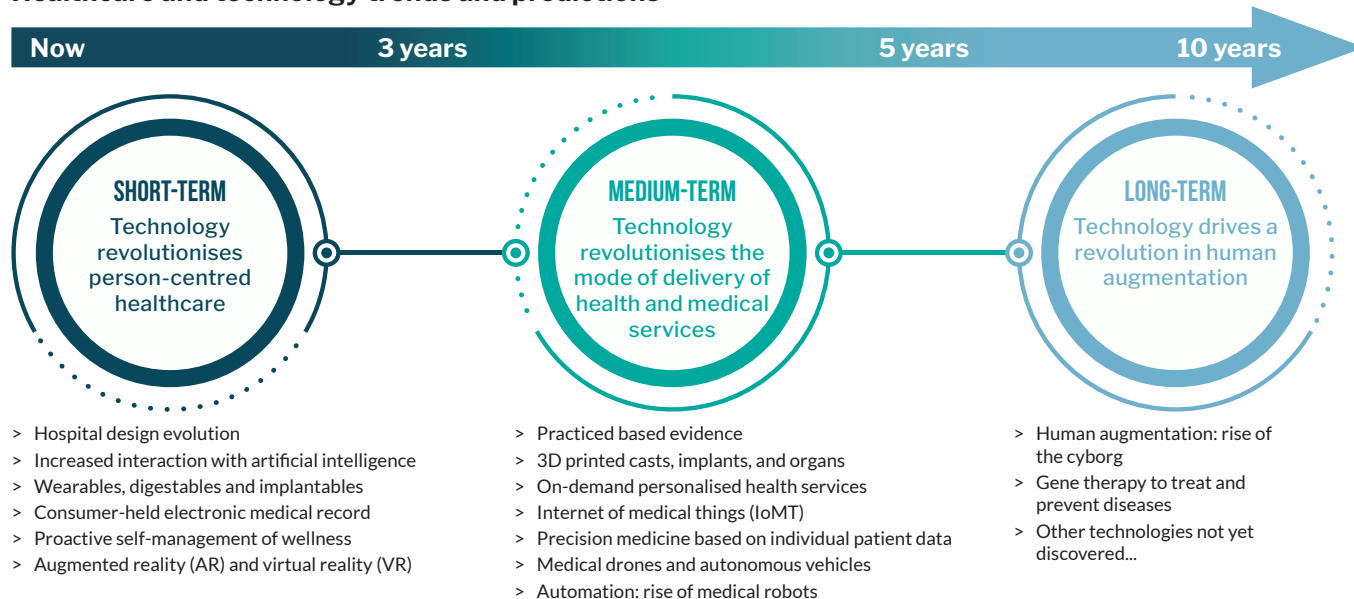 Healthcare and technology trends and predictions
Now 3 years 5 years 10 years
SHORT-TERM
Technology
revolutionises
person-centred
healthcare
MEDIUM-TERM
Technology
revolutionises the
mode of delivery of
health and medical
services
LONG-TERM
Technology drives a
revolution in human
augmentation
> Hospital design evolution
> Increased interaction with artificial intelligence
> Wearables, digestables and implantables
> Consumer-held electronic medical record
> Proactive self-management of wellness
> Augmented reality (AR) and virtual reality (VR)
> Practiced based evidence
> 3D printed casts, implants, and organs
> On-demand personalised health services
> Internet of medical things (IoMT)
> Precision medicine based on individual patient data
> Medical drones and autonomous vehicles
> Automation: rise of medical robots
> Human augmentation: rise of
the cyborg
> Gene therapy to treat and
prevent diseases
> Other technologies not yet
discovered...